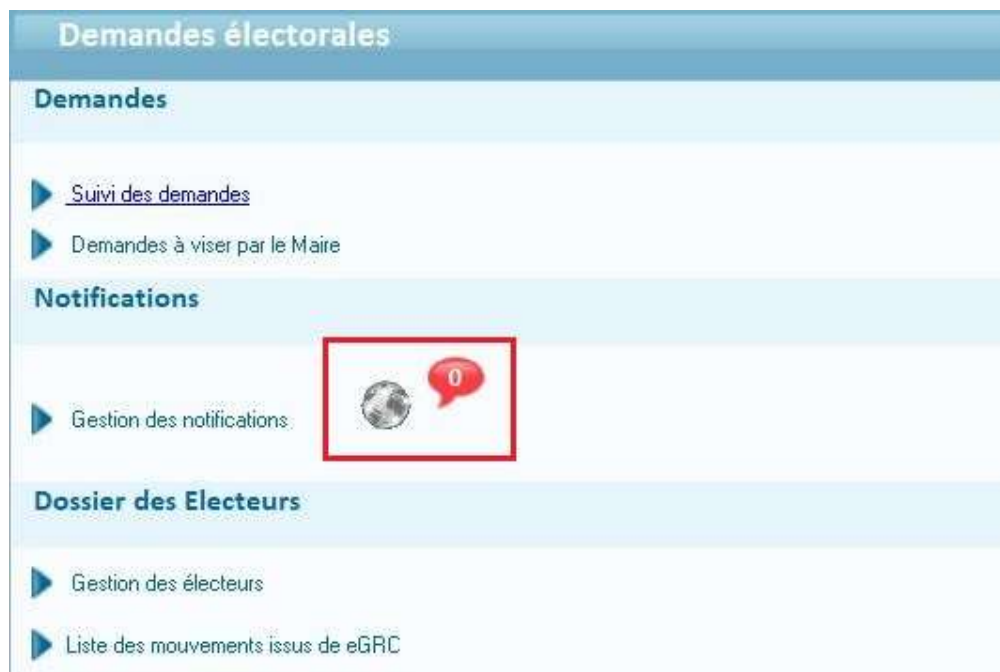 Demandes électorales
Demandes
Suivi des demandes
Demandes à viser par le Maire
Notifications
0
Gestion des notifications
Dossier des Electeurs
Gestion des électeurs
Liste des mouvements issus de eGRC